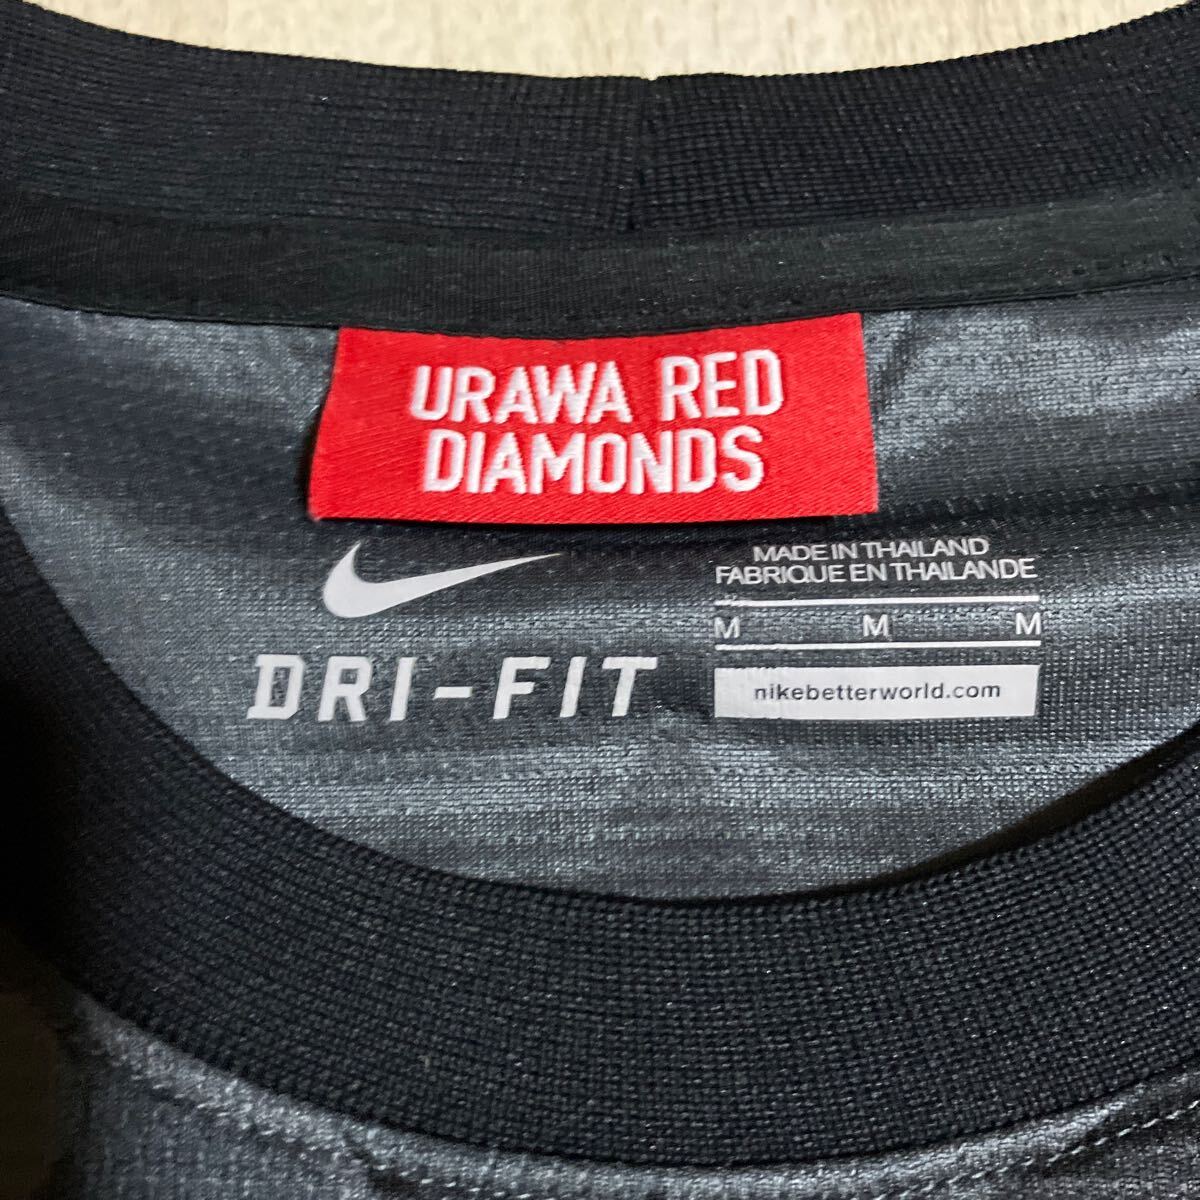 URAWA RED
DIAMONDS
MADE IN THAILAND
FABRIQUE EN THAILANDE
M M M
DRI-FIT
nikebetterworld.com